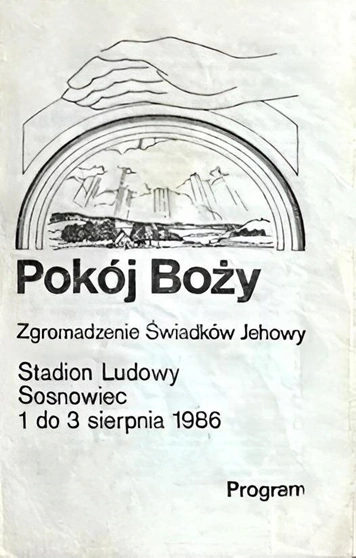 Pokój Boży
Zgromadzenie Świadków Jehowy
Stadion Ludowy
Sosnowiec
1 do 3 sierpnia 1986
Program